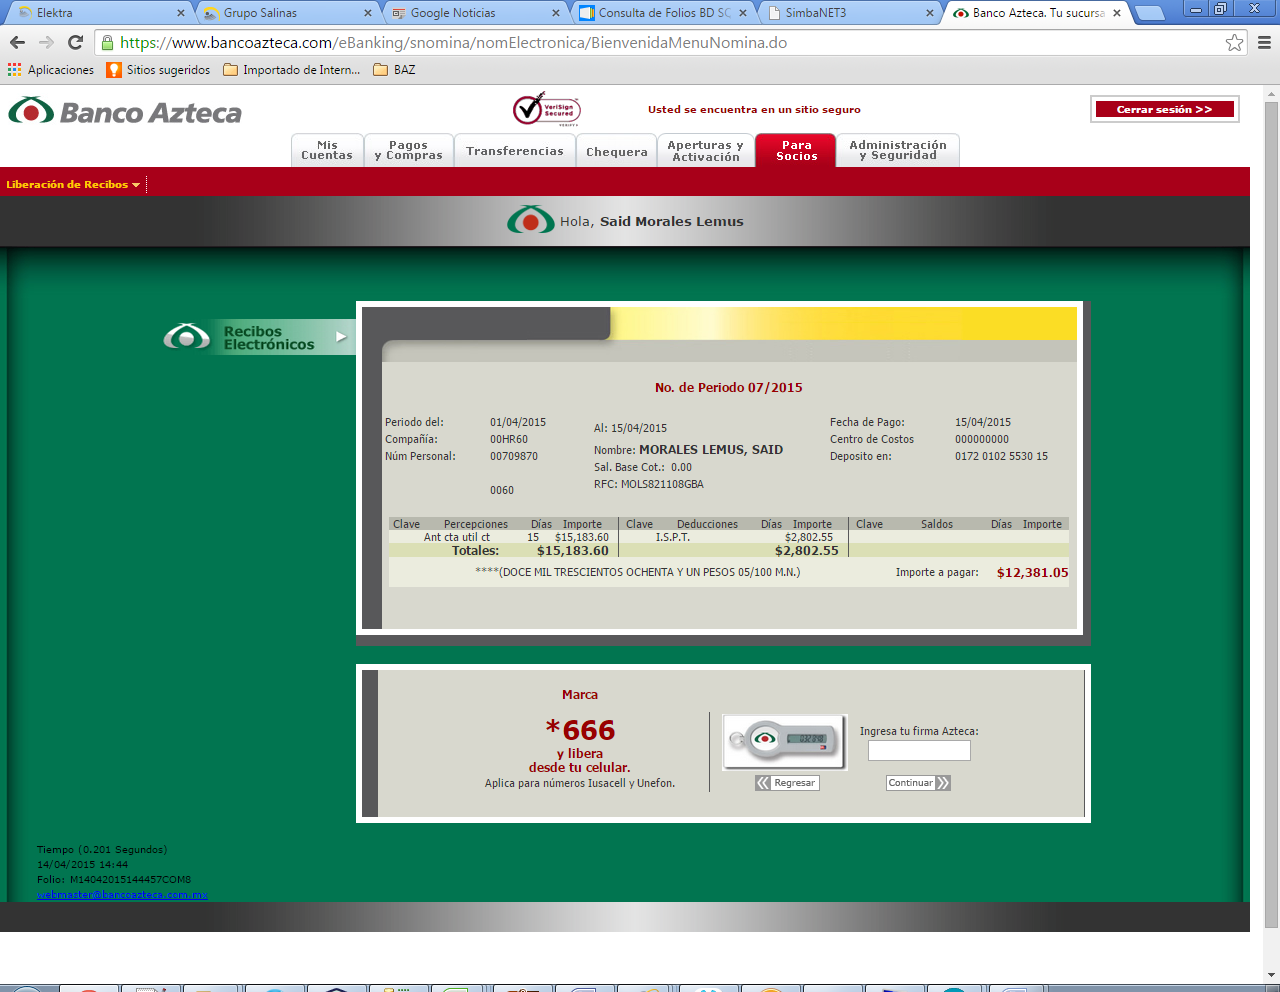 Elektra
Grupo Salinas
Google Noticias
Consulta de Folios BD SC
SimbaNET3
Banco Azteca. Tu sucursa
https://www.bancoazteca.com/eBanking/snomina/nomElectronica/BienvenidaMenuNomina.do
Aplicaciones
Sitios sugeridos
Importado de Intern...
BAZ
Banco Azteca
VeriSign
Secured
VERIFY
Usted se encuentra en un sitio seguro
Cerrar sesión >>
Mis Cuentas
Pagos y Compras
Transferencias
Chequera
Aperturas y Activación
Para Socios
Administración y Seguridad
Liberación de Recibos
Hola, Said Morales Lemus
Recibos
Electrónicos
No. de Periodo 07/2015
Periodo del: 01/04/2015 Al: 15/04/2015 Fecha de Pago: 15/04/2015
Compañía: 00HR60 Nombre: MORALES LEMUS, SAID Centro de Costos 000000000
Núm Personal: 00709870 Sal. Base Cot.: 0.00 Deposito en: 0172 0102 5530 15
0060 RFC: MOLS821108GBA
Clave Percepciones Días Importe Clave Deducciones Días Importe Clave Saldos Días Importe
Ant cta util ct 15 $15,183.60 I.S.P.T. $2,802.55
Totales: $15,183.60 $2,802.55
****(DOCE MIL TRESCIENTOS OCHENTA Y UN PESOS 05/100 M.N.) Importe a pagar: $12,381.05
Marca
*666
y libera
desde tu celular.
Aplica para números Iusacell y Unefon.
Ingresa tu firma Azteca:
Regresar
Continuar
Tiempo (0.201 Segundos)
14/04/2015 14:44
Folio: M14042015144457COM8
webmaster@bancoazteca.com.mx